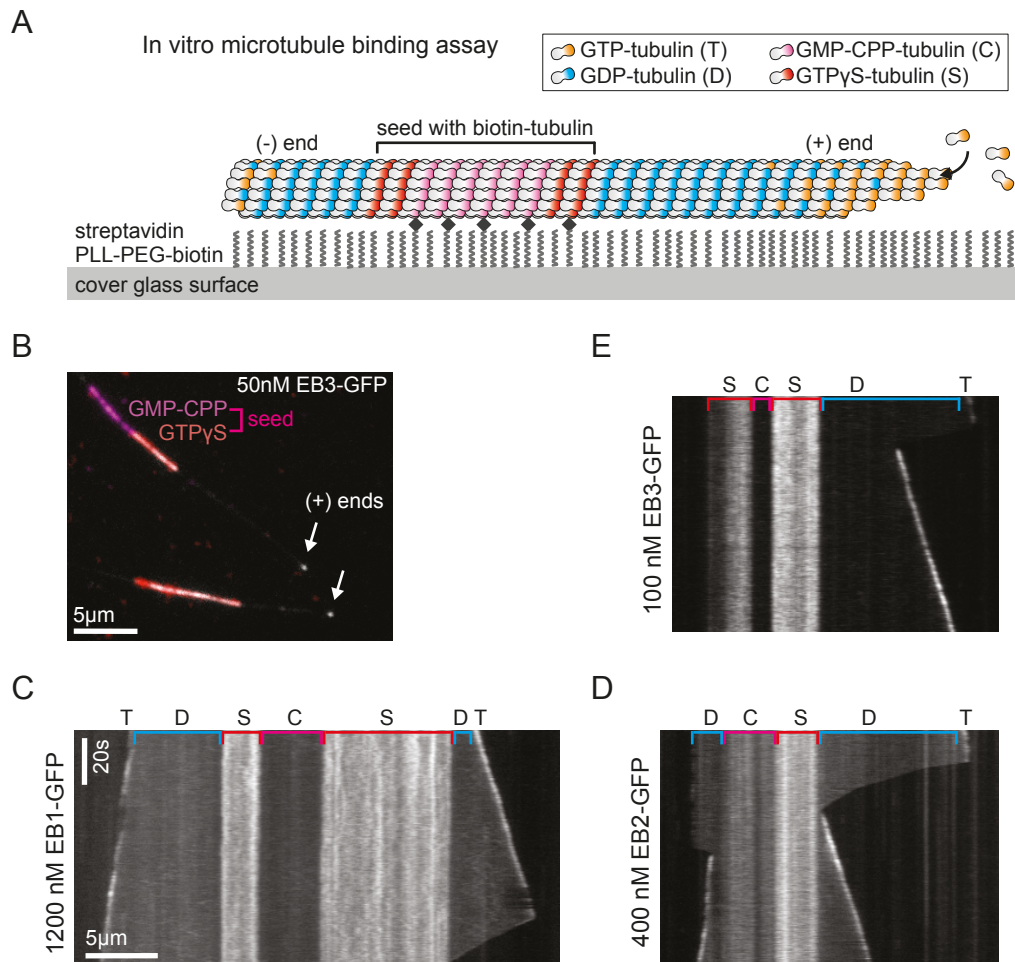 A
In vitro microtubule binding assay
GTP-tubulin (T)
GMP-CPP-tubulin (C)
GDP-tubulin (D)
GTPγS-tubulin (S)
seed with biotin-tubulin
(-) end
(+) end
streptavidin
PLL-PEG-biotin
cover glass surface
B
50nM EB3-GFP
GMP-CPP
seed
GTPγS
(+) ends
5µm
E
S C S D T
100 nM EB3-GFP
C
T D S C S D T
20s
1200 nM EB1-GFP
5µm
D
D C S D T
400 nM EB2-GFP